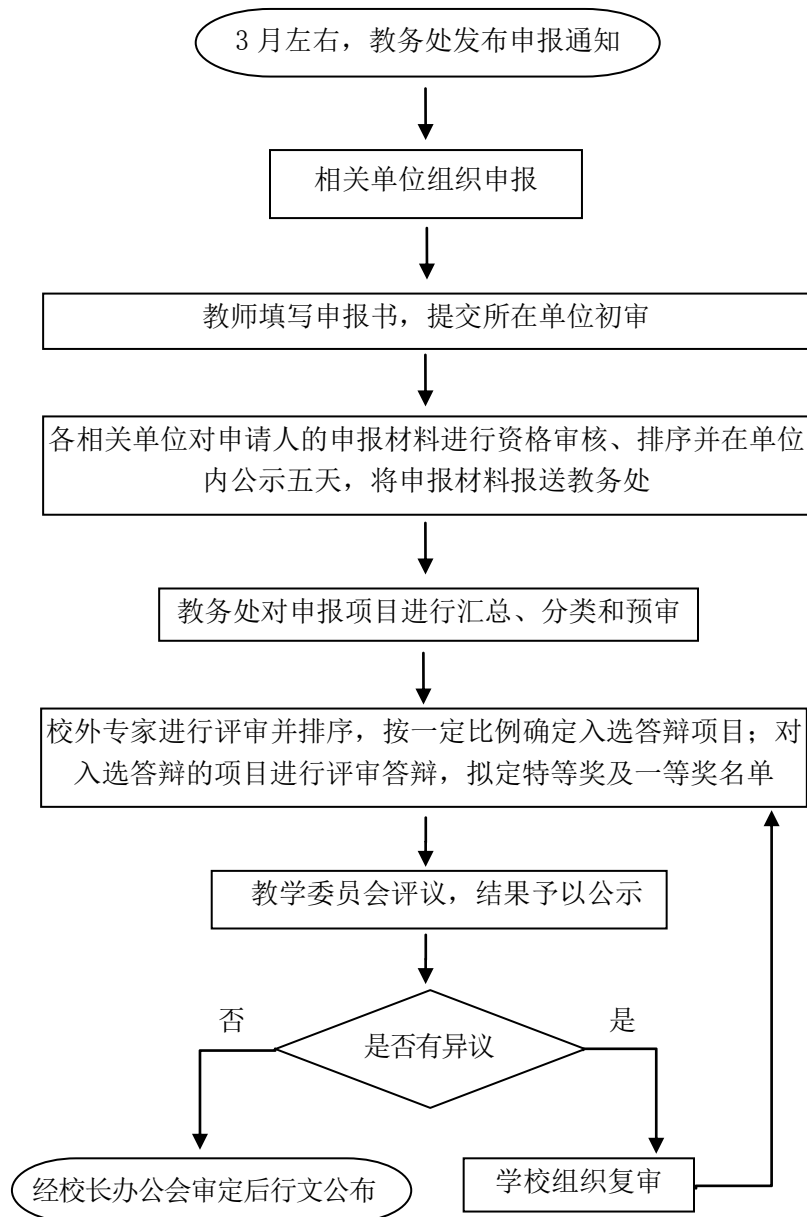 3 月左右，教务处发布申报通知
相关单位组织申报
教师填写申报书，提交所在单位初审
各相关单位对申请人的申报材料进行资格审核、排序并在单位
内公示五天，将申报材料报送教务处
教务处对申报项目进行汇总、分类和预审
校外专家进行评审并排序，按一定比例确定入选答辩项目；对
入选答辩的项目进行评审答辩，拟定特等奖及一等奖名单
教学委员会评议，结果予以公示
否
是
是否有异议
经校长办公会审定后行文公布
学校组织复审